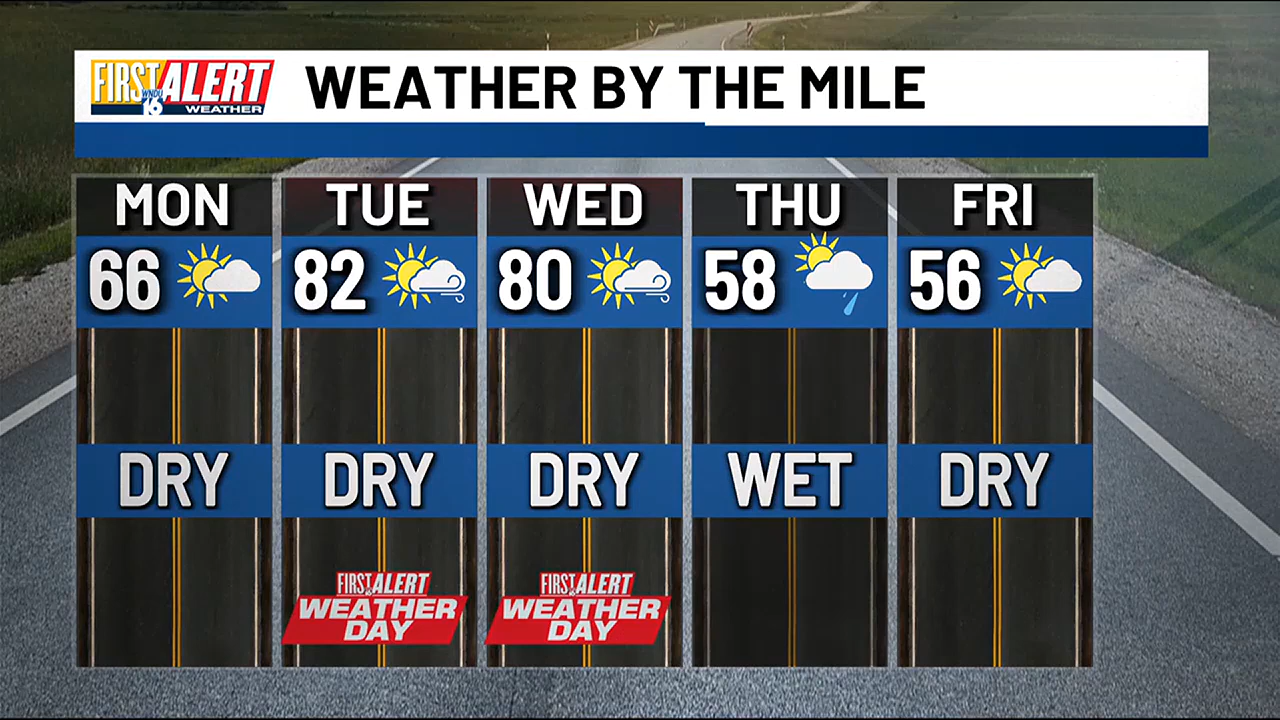 FIRST ALERT
WNDU
16
WEATHER
WEATHER BY THE MILE
MON TUE WED THU FRI
66 82 80 58 56
DRY DRY DRY WET DRY
FIRST ALERT FIRST ALERT
WEATHER WEATHER
DAY DAY